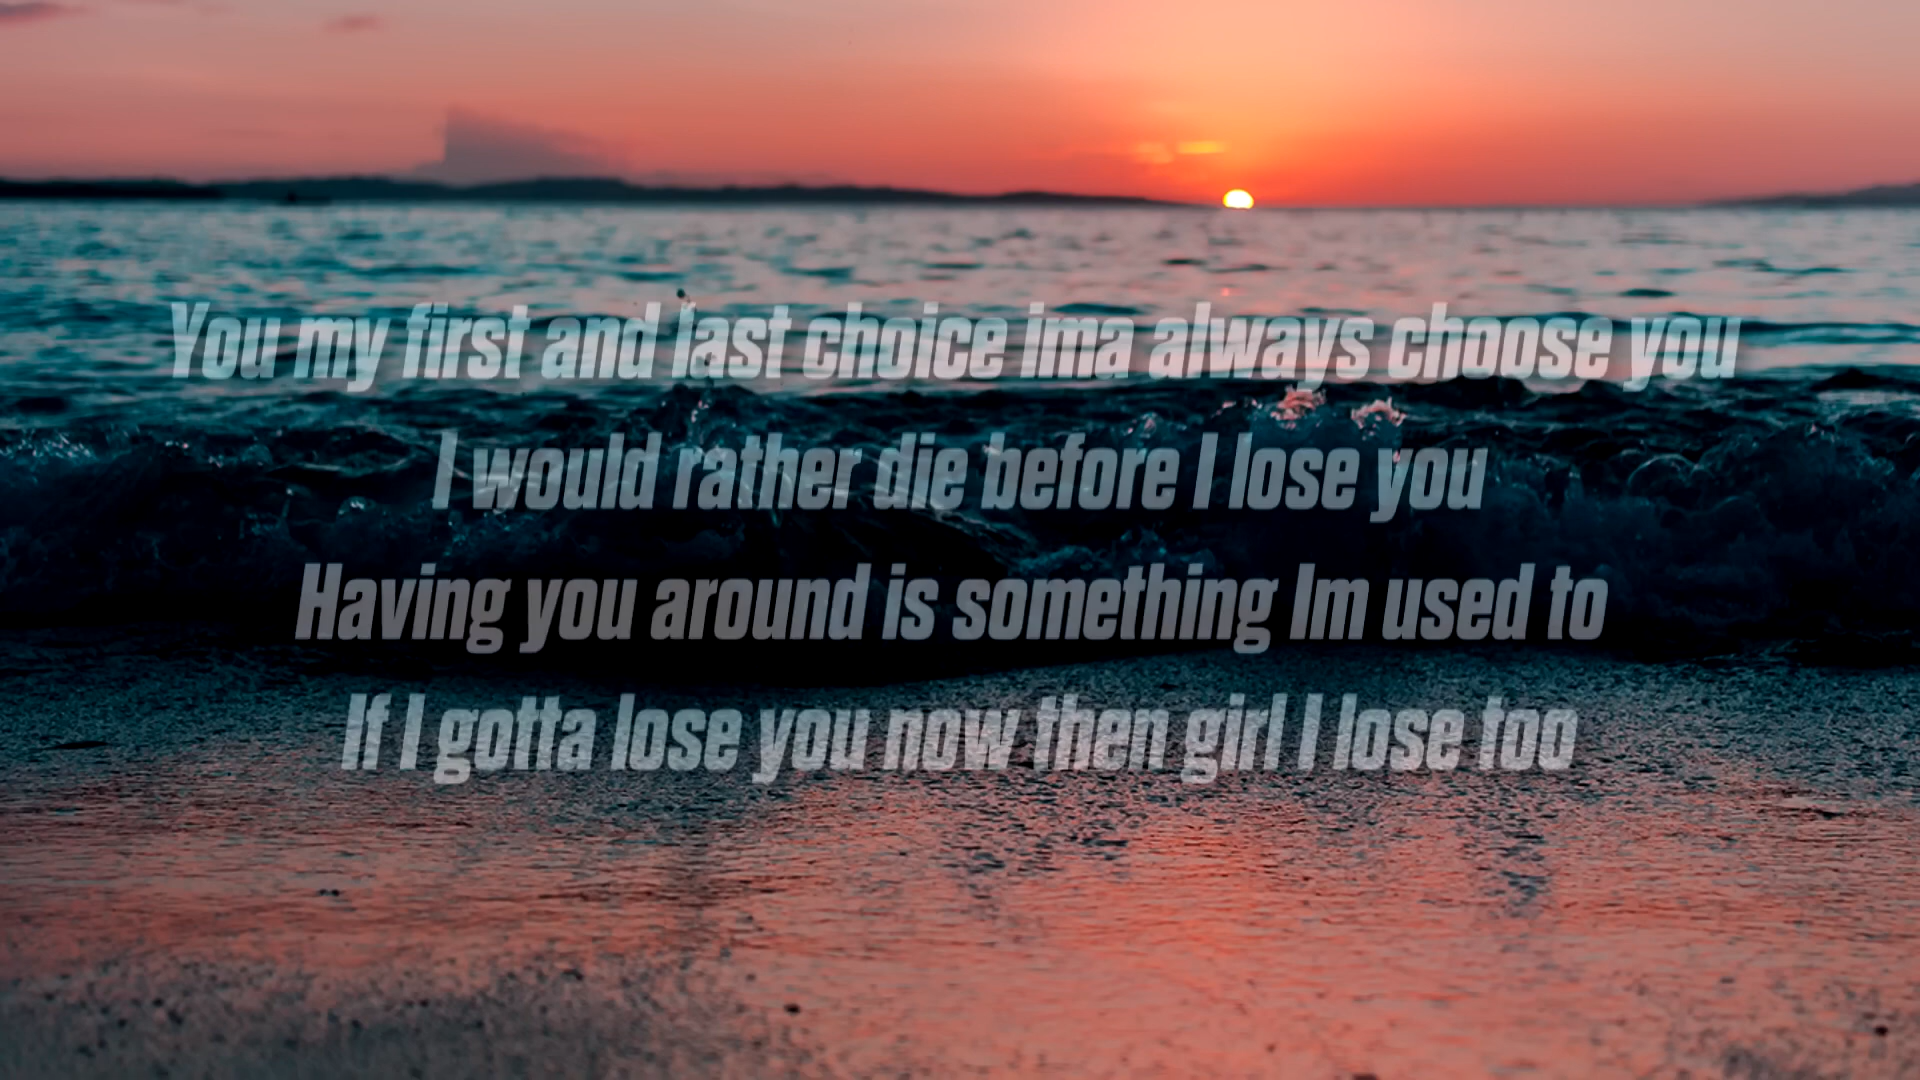 You my first and last choice ima always choose you
I would rather die before I lose you
Having you around is something Im used to
If I gotta lose you now then girl I lose too